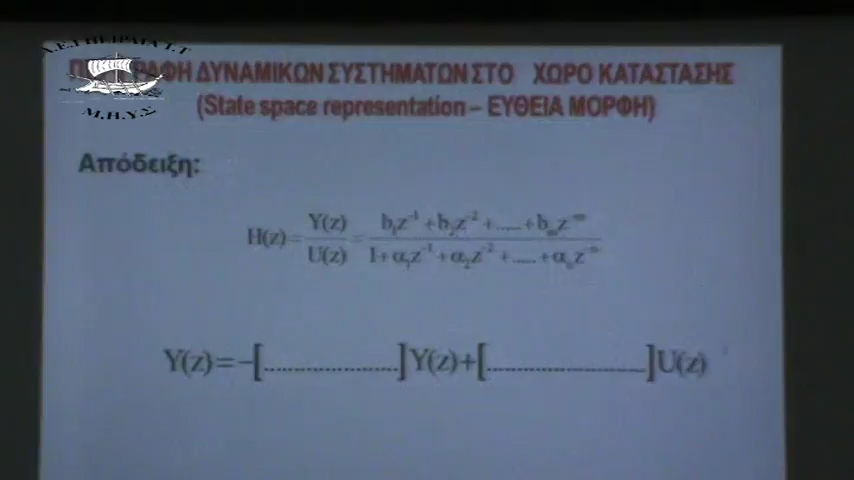 Α.Ε.Ι ΠΕΙΡΑΙΑ Τ.Τ
Μ.Η.Υ.Σ
ΔΥΝΑΜΙΚΩΝ ΣΥΣΤΗΜΑΤΩΝ ΣΤΟ ΧΩΡΟ ΚΑΤΑΣΤΑΣΗΣ
(State space representation – ΕΥΘΕΙΑ ΜΟΡΦΗ)
Απόδειξη:
H(z) = Y(z)/U(z) = (b₁z⁻¹+b₂z⁻²+.....+bₘz⁻ᵐ)/(1+α₁z⁻¹+α₂z⁻²+.....+αₙz⁻ⁿ)
Y(z)=–[......................]Y(z)+[..........................]U(z)